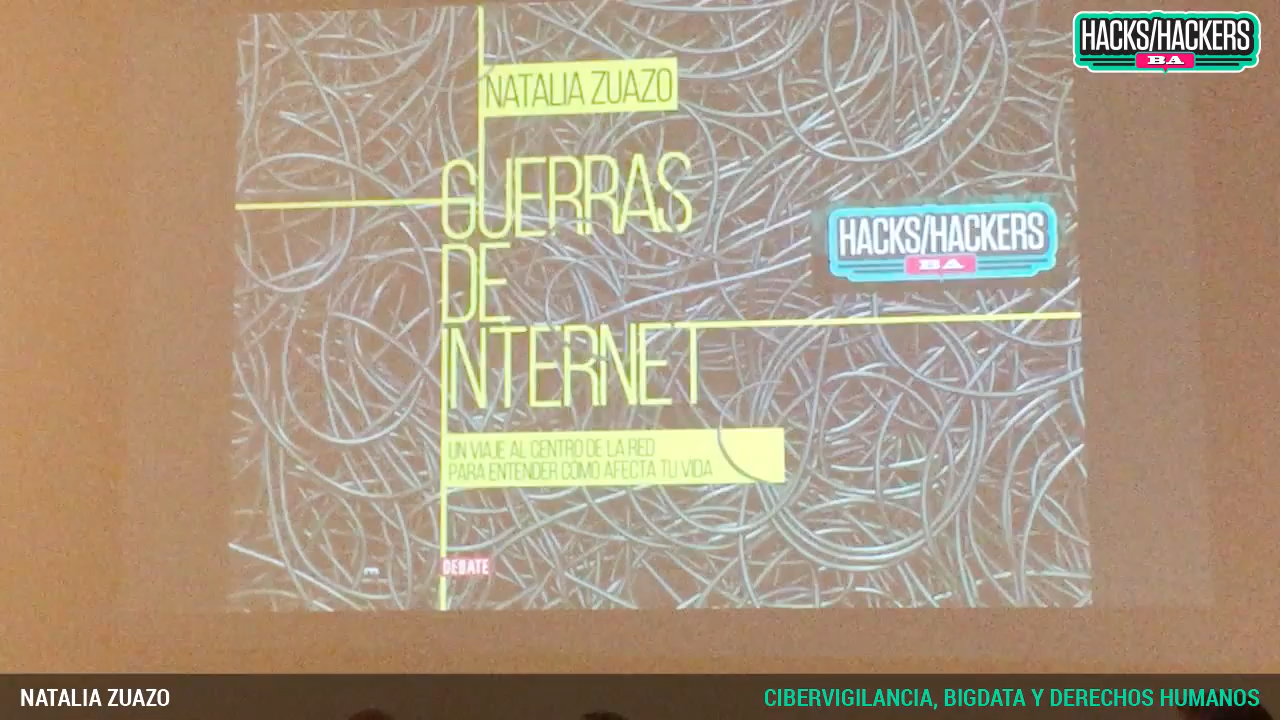 HACKS/HACKERS
BA
NATALIA ZUAZO
GUERRAS
DE
INTERNET
HACKS/HACKERS
BA
UN VIAJE AL CENTRO DE LA RED
PARA ENTENDER CÓMO AFECTA TU VIDA
DEBATE
NATALIA ZUAZO
CIBERVIGILANCIA, BIGDATA Y DERECHOS HUMANOS